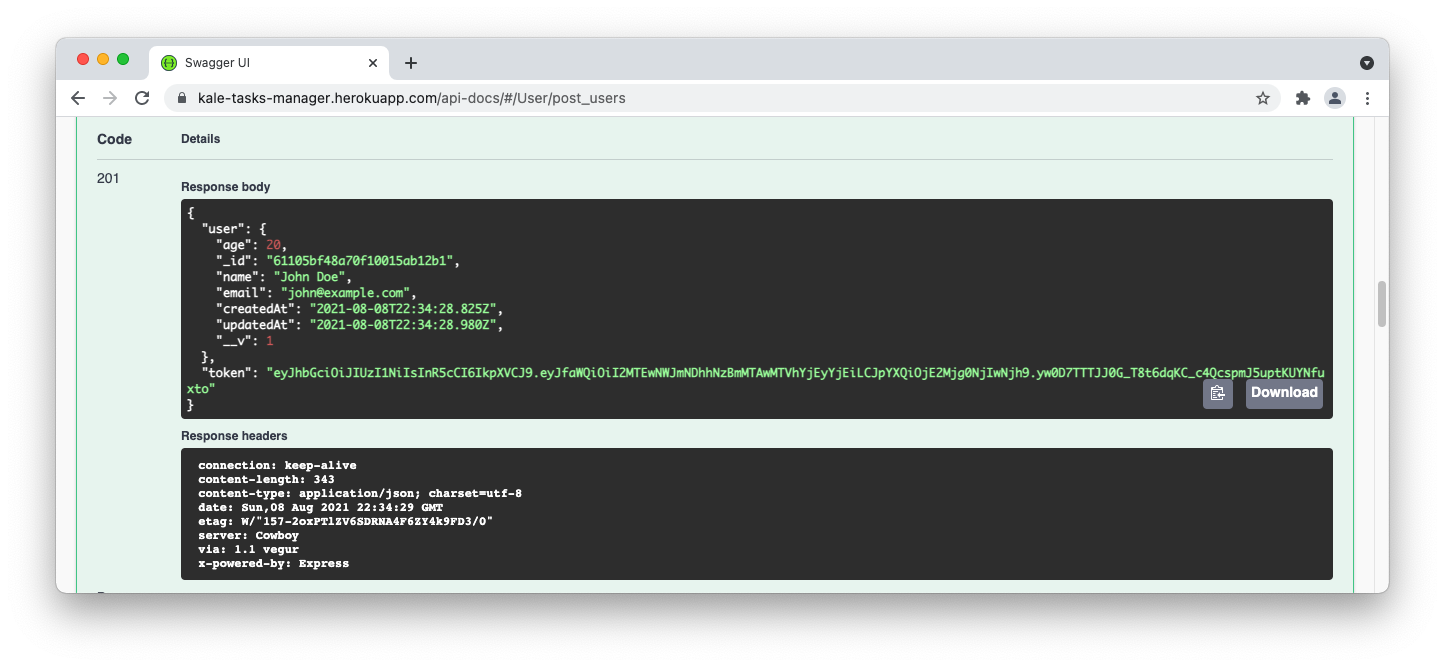 Swagger UI
kale-tasks-manager.herokuapp.com/api-docs/#/User/post_users
Code Details
201
Response body
{
"user": {
"age": 20,
"_id": "61105bf48a70f10015ab12b1",
"name": "John Doe",
"email": "john@example.com",
"createdAt": "2021-08-08T22:34:28.825Z",
"updatedAt": "2021-08-08T22:34:28.980Z",
"__v": 1
},
"token": "eyJhbGciOiJIUzI1NiIsInR5cCI6IkpXVCJ9.eyJfaWQiOiI2MTEwNWJmNDhhNzBmMTAwMTVhYjEyYjEiLCJpYXQiOjE2Mjg0NjIwNjh9.yw0D7TTTJJ0G_T8t6dqKC_c4QcspmJ5uptKUYNfu
xto"
}
Download
Response headers
connection: keep-alive
content-length: 343
content-type: application/json; charset=utf-8
date: Sun,08 Aug 2021 22:34:29 GMT
etag: W/"157-2oxPTlZV6SDRNA4F6ZY4k9FD3/0"
server: Cowboy
via: 1.1 vegur
x-powered-by: Express